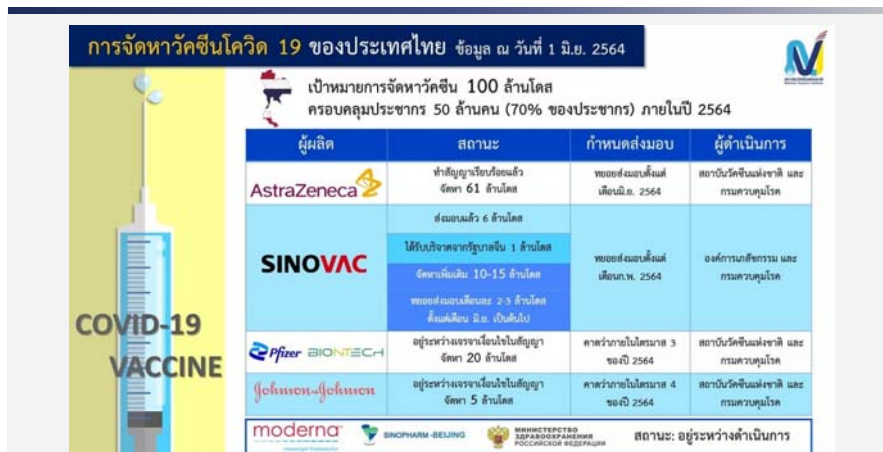 การจัดหาวัคซีนโควิด 19 ของประเทศไทย ข้อมูล ณ วันที่ 1 มิ.ย. 2564
เป้าหมายการจัดหาวัคซีน 100 ล้านโดส
ครอบคลุมประชากร 50 ล้านคน (70% ของประชากร) ภายในปี 2564
ผู้ผลิต สถานะ กำหนดส่งมอบ ผู้ดำเนินการ
AstraZeneca
ทำสัญญาเรียบร้อยแล้ว
จัดหา 61 ล้านโดส
ทยอยส่งมอบตั้งแต่
เดือนมิ.ย. 2564
สถาบันวัคซีนแห่งชาติ และ
กรมควบคุมโรค
SINOVAC
ส่งมอบแล้ว 6 ล้านโดส
ได้รับบริจาคจากรัฐบาลจีน 1 ล้านโดส
จัดหาเพิ่มเติม 10-15 ล้านโดส
ทยอยส่งมอบเดือนละ 2-3 ล้านโดส
ตั้งแต่เดือน มิ.ย. เป็นต้นไป
ทยอยส่งมอบตั้งแต่
เดือนก.พ. 2564
องค์การเภสัชกรรม และ
กรมควบคุมโรค
Pfizer BIONTECH
อยู่ระหว่างเจรจาเงื่อนไขในสัญญา
จัดหา 20 ล้านโดส
คาดว่าภายในไตรมาส 3
ของปี 2564
สถาบันวัคซีนแห่งชาติ และ
กรมควบคุมโรค
Johnson & Johnson
อยู่ระหว่างเจรจาเงื่อนไขในสัญญา
จัดหา 5 ล้านโดส
คาดว่าภายในไตรมาส 4
ของปี 2564
สถาบันวัคซีนแห่งชาติ และ
กรมควบคุมโรค
moderna
SINOPHARM -BEIJING
МИНИСТЕРСТВО
ЗДРАВООХРАНЕНИЯ
РОССИЙСКОЙ ФЕДЕРАЦИИ
สถานะ: อยู่ระหว่างดำเนินการ
COVID-19
VACCINE